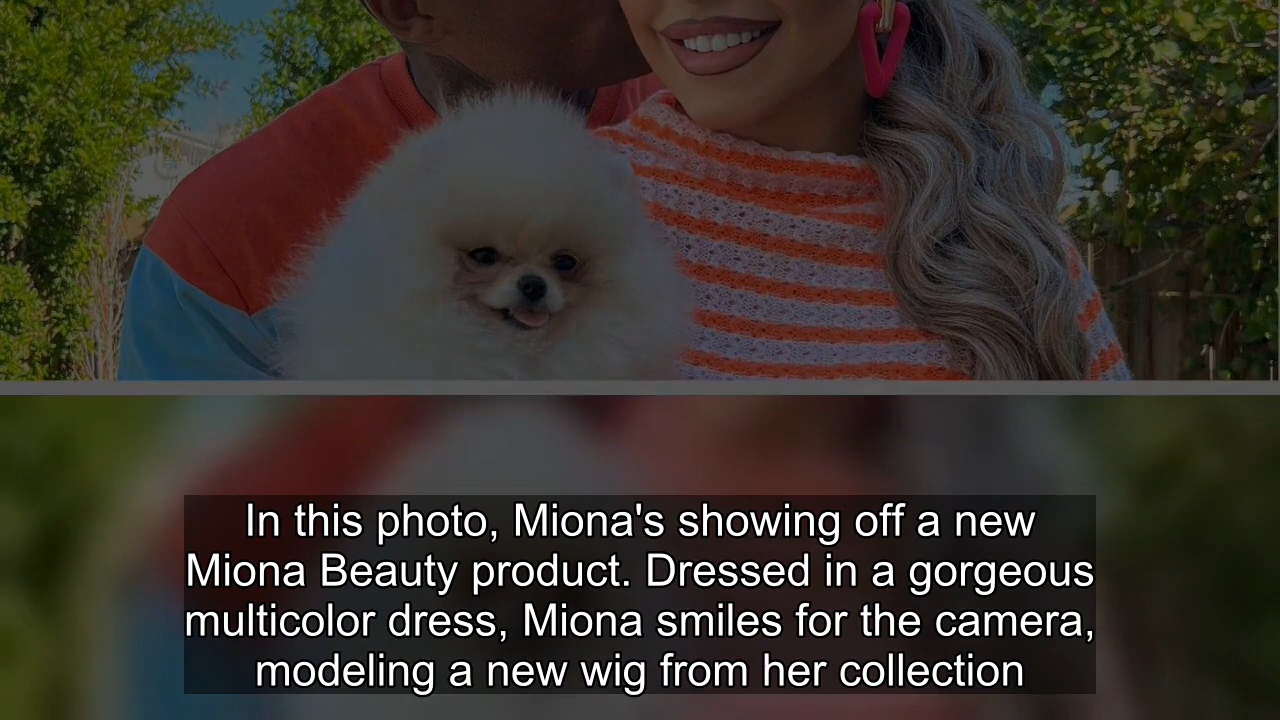 In this photo, Miona's showing off a new
Miona Beauty product. Dressed in a gorgeous
multicolor dress, Miona smiles for the camera,
modeling a new wig from her collection